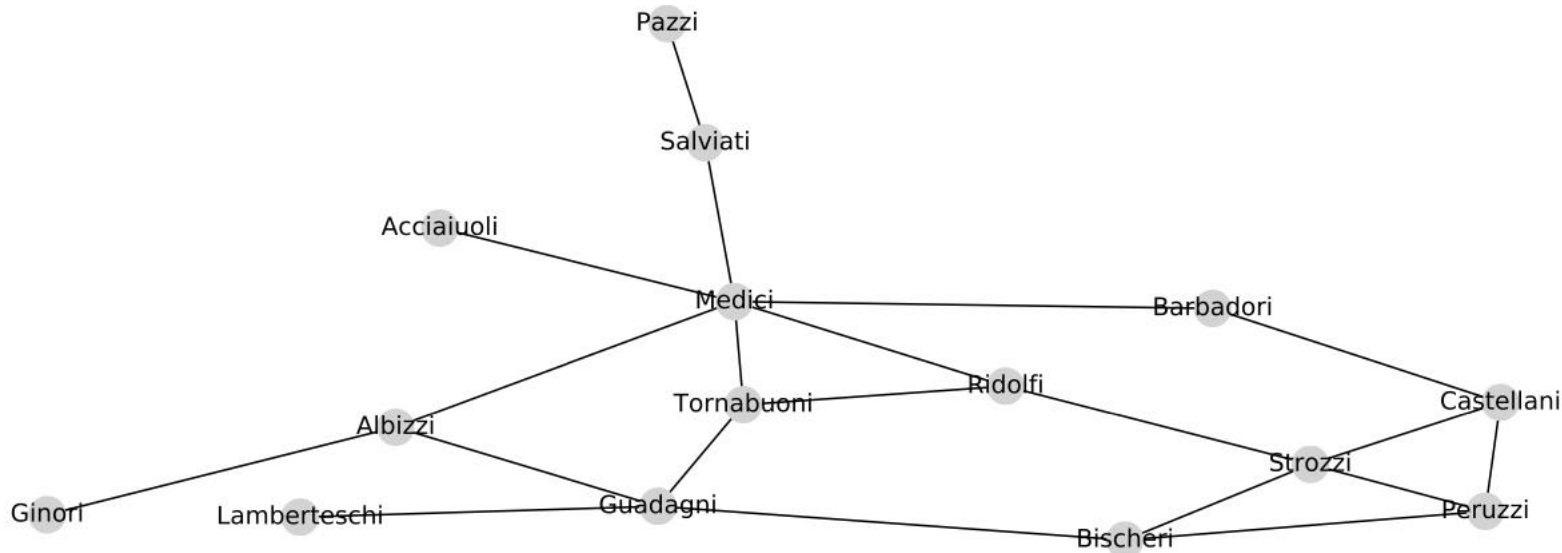 Pazzi
Salviati
Acciaiuoli
Medici
Barbadori
Ridolfi
Tornabuoni
Castellani
Albizzi
Strozzi
Ginori
Lamberteschi
Guadagni
Peruzzi
Bischeri